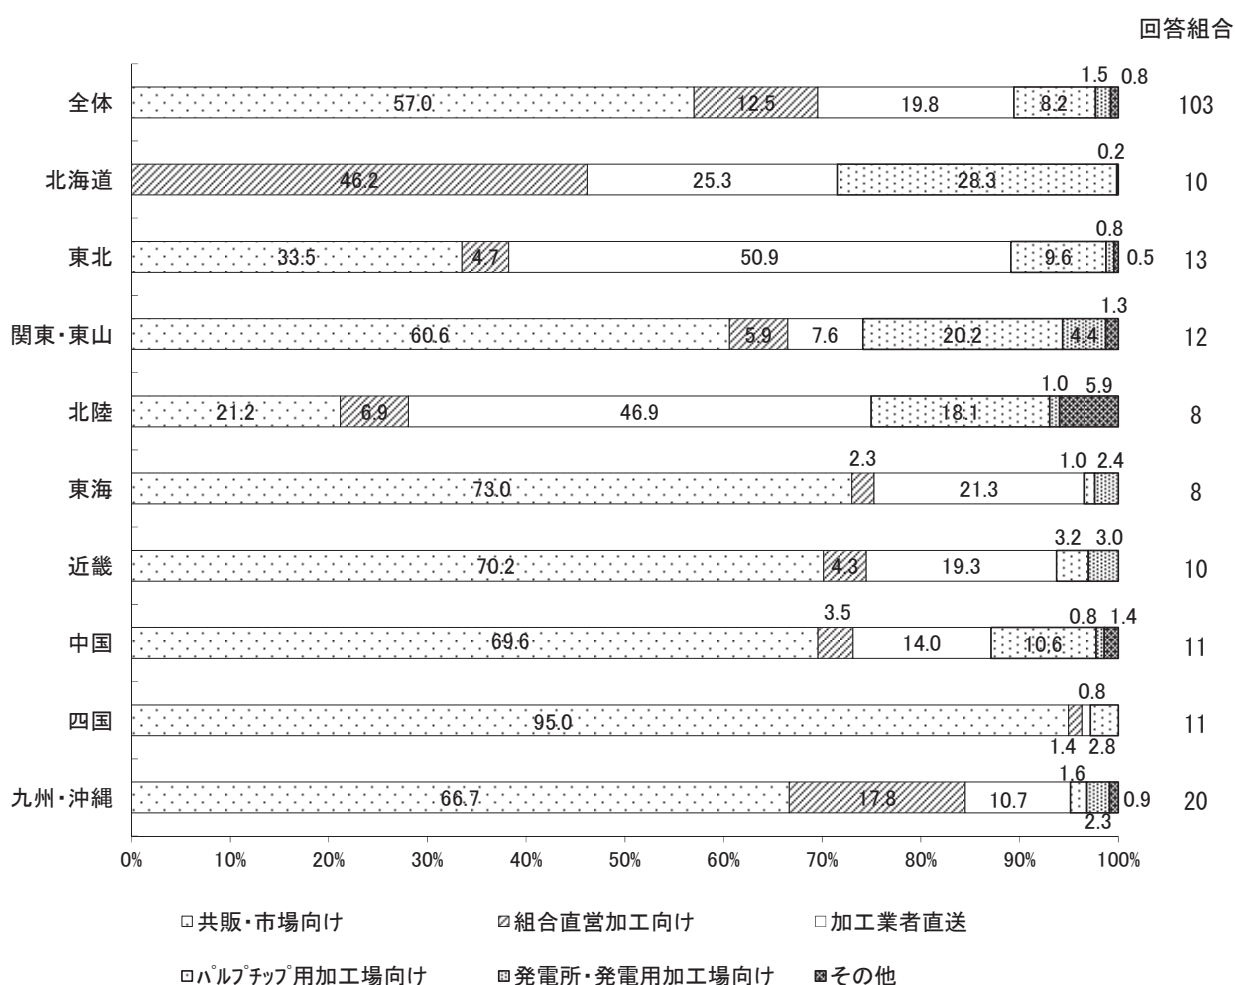 回答組合
1.5 0.8
全体 57.0 12.5 19.8 8.2 103
0.2
北海道 46.2 25.3 28.3 10
0.8
東北 33.5 4.7 50.9 9.6 0.5 13
1.3
関東・東山 60.6 5.9 7.6 20.2 4.4 12
1.0 5.9
北陸 21.2 6.9 46.9 18.1 8
2.3 1.0 2.4
東海 73.0 21.3 8
3.2 3.0
近畿 70.2 4.3 19.3 10
3.5 0.8 1.4
中国 69.6 14.0 10.6 11
0.8
四国 95.0 11
1.4 2.8
1.6
九州・沖縄 66.7 17.8 10.7 0.9 20
2.3
0% 10% 20% 30% 40% 50% 60% 70% 80% 90% 100%
共販・市場向け 組合直営加工向け 加工業者直送
ﾊﾟﾙﾌﾟﾁｯﾌﾟ用加工場向け 発電所・発電用加工場向け その他